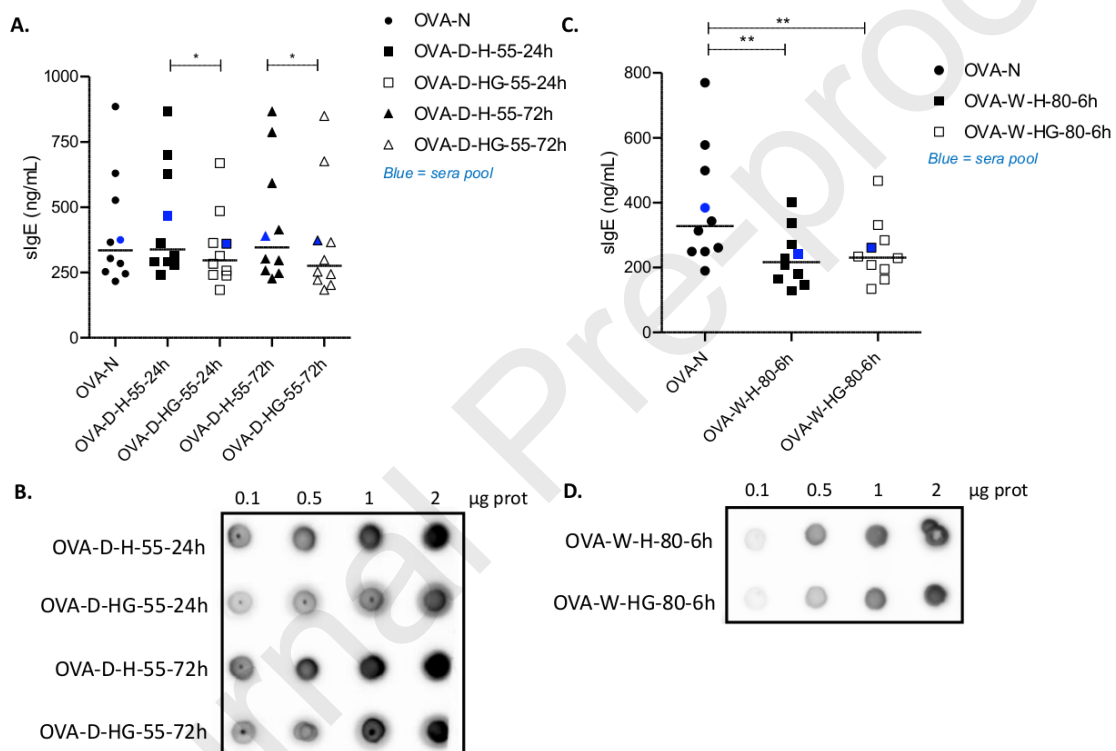 A.
OVA-N
OVA-D-H-55-24h
OVA-D-HG-55-24h
OVA-D-H-55-72h
OVA-D-HG-55-72h
Blue = sera pool
*
*
1000
750
500
250
0
sIgE (ng/mL)
OVA-N
OVA-D-H-55-24h
OVA-D-HG-55-24h
OVA-D-H-55-72h
OVA-D-HG-55-72h
C.
**
**
OVA-N
OVA-W-H-80-6h
OVA-W-HG-80-6h
Blue = sera pool
800
600
400
200
0
sIgE (ng/mL)
OVA-N
OVA-W-H-80-6h
OVA-W-HG-80-6h
B.
0.1 0.5 1 2 µg prot
OVA-D-H-55-24h
OVA-D-HG-55-24h
OVA-D-H-55-72h
OVA-D-HG-55-72h
D.
0.1 0.5 1 2 µg prot
OVA-W-H-80-6h
OVA-W-HG-80-6h
rnal Pre-proo